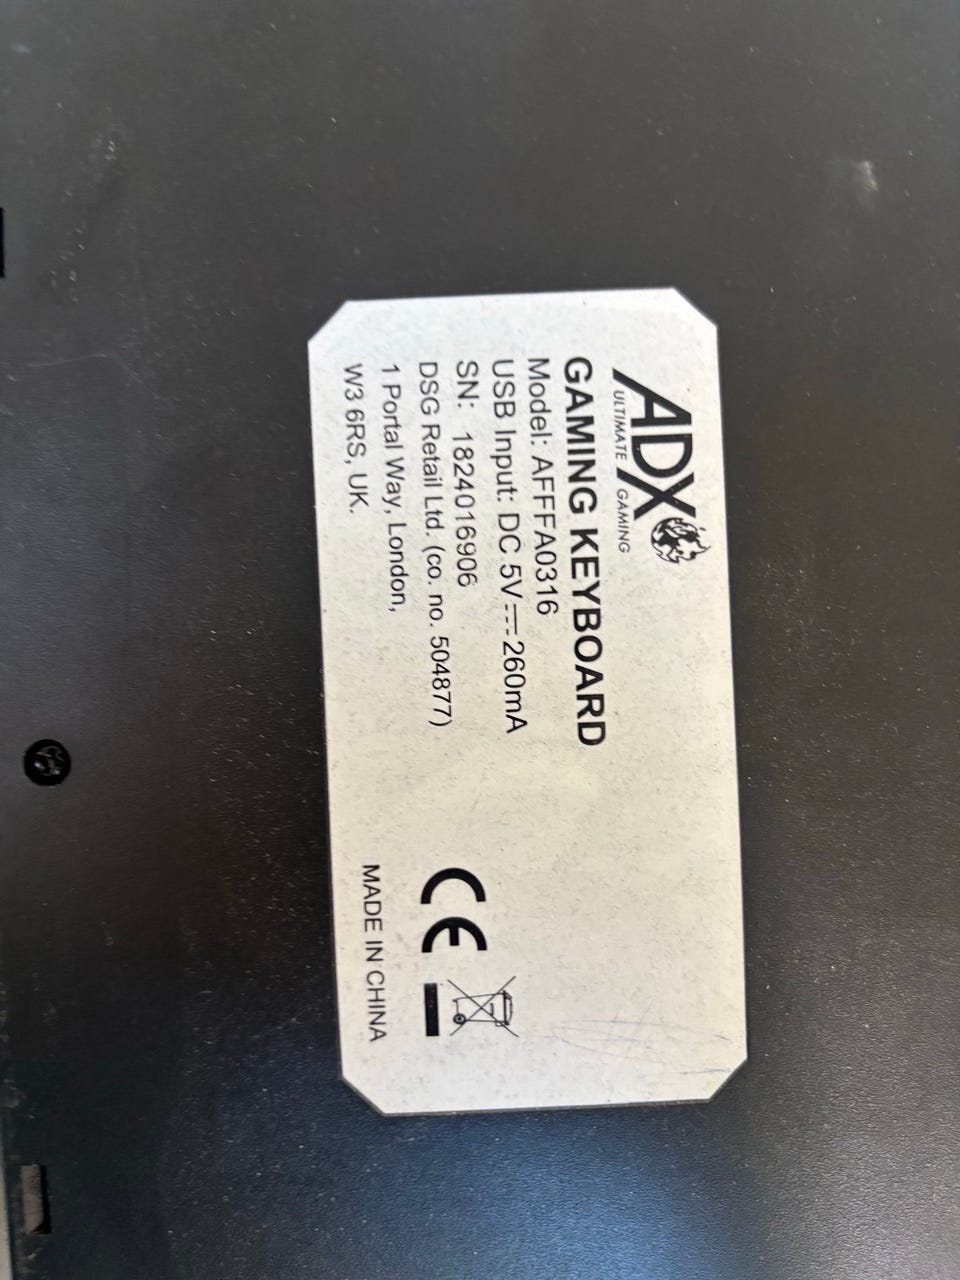 ADX
ULTIMATE GAMING
GAMING KEYBOARD
Model: AFFFA0316
USB Input: DC 5V⎓260mA
SN: 1824016906
DSG Retail Ltd. (co. no. 504877)
1 Portal Way, London,
W3 6RS, UK.
CE
MADE IN CHINA